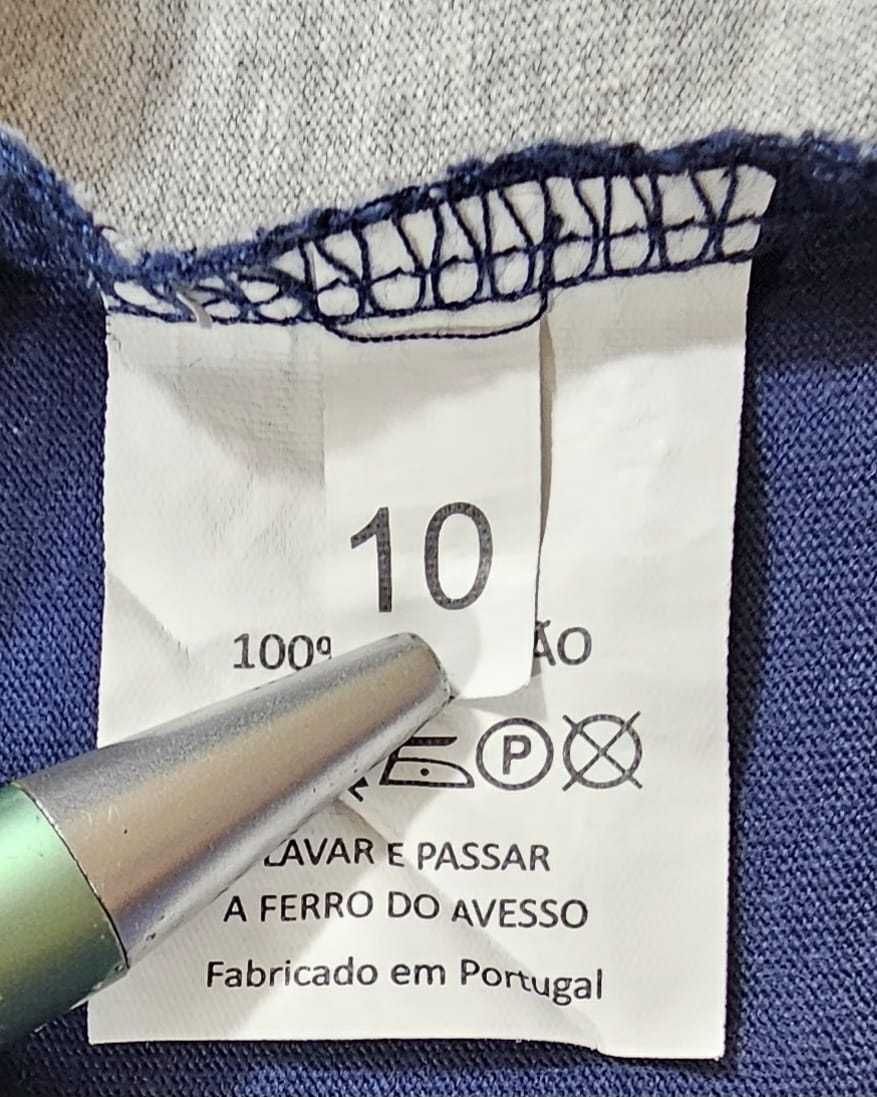 10
P
LAVAR E PASSAR
A FERRO DO AVESSO
Fabricado em Portugal